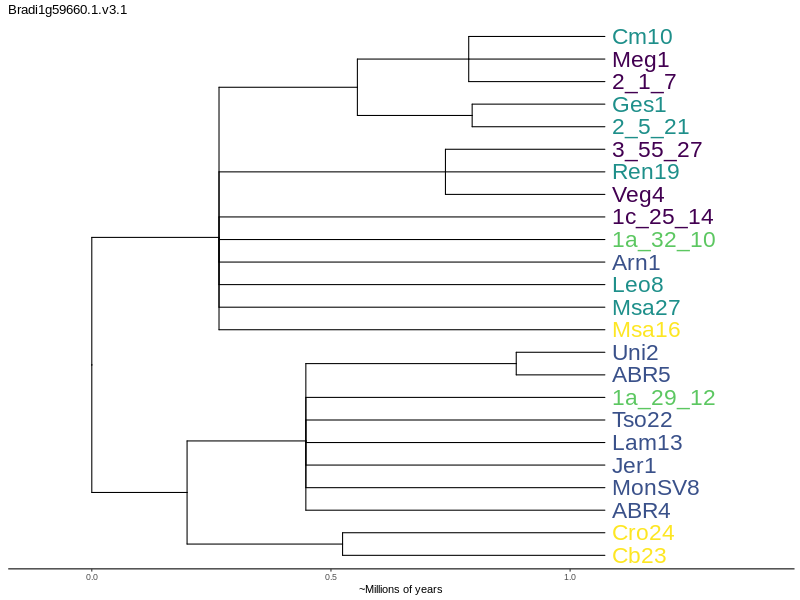 Bradi1g59660.1.v3.1
Cm10
Meg1
2_1_7
Ges1
2_5_21
3_55_27
Ren19
Veg4
1c_25_14
1a_32_10
Arn1
Leo8
Msa27
Msa16
Uni2
ABR5
1a_29_12
Tso22
Lam13
Jer1
MonSV8
ABR4
Cro24
Cb23
0.0 0.5 1.0
~Millions of years